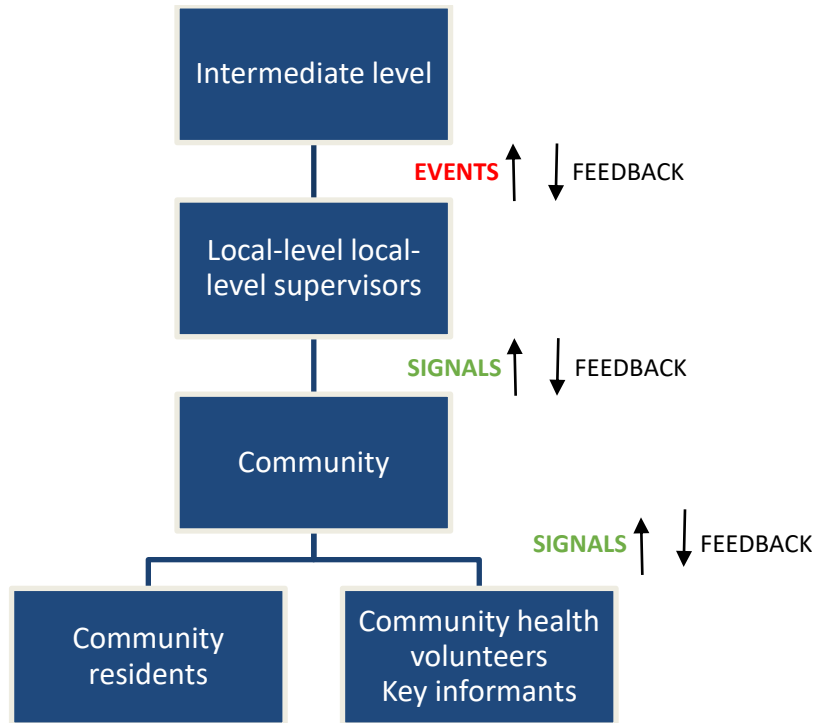 Intermediate level
EVENTS
FEEDBACK
Local-level local-
level supervisors
SIGNALS
FEEDBACK
Community
SIGNALS
FEEDBACK
Community
residents
Community health
volunteers
Key informants